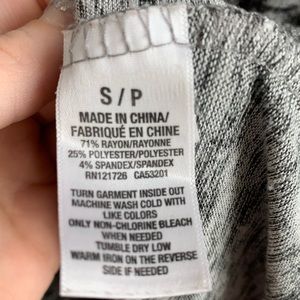 S / P
MADE IN CHINA/
FABRIQUÉ EN CHINE
71% RAYON/RAYONNE
25% POLYESTER/POLYESTER
4% SPANDEX/SPANDEX
RN121726 CA53201
TURN GARMENT INSIDE OUT
MACHINE WASH COLD WITH
LIKE COLORS
ONLY NON-CHLORINE BLEACH
WHEN NEEDED
TUMBLE DRY LOW
WARM IRON ON THE REVERSE
SIDE IF NEEDED